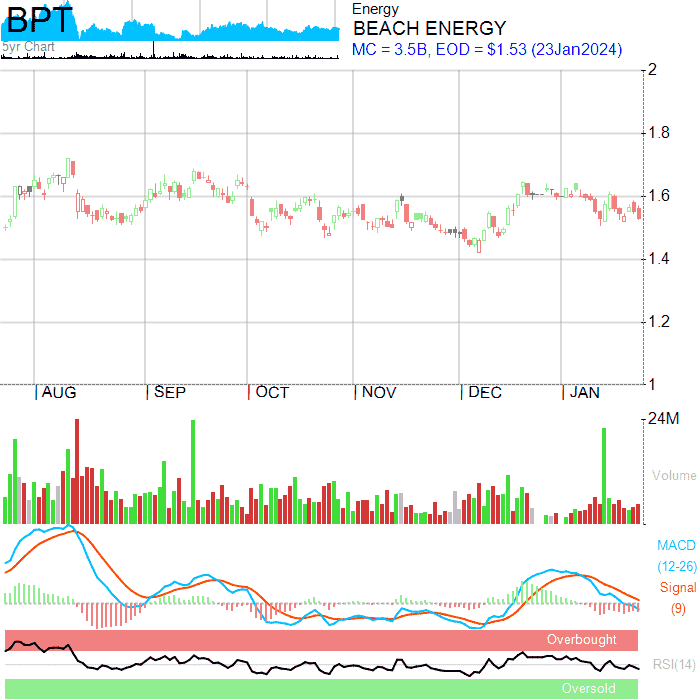 BPT
5yr Chart
Energy
BEACH ENERGY
MC = 3.5B, EOD = $1.53 (23Jan2024)
2
1.8
1.6
1.4
1.2
1
AUG SEP OCT NOV DEC JAN
24M
Volume
MACD
(12-26)
Signal
(9)
Overbought
RSI(14)
Oversold